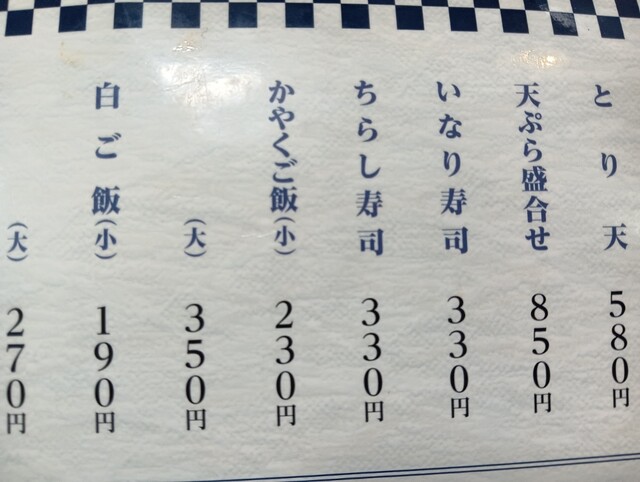 とり天 580円
天ぷら盛合せ 850円
いなり寿司 330円
ちらし寿司 330円
かやくご飯(小) 230円
(大) 350円
白ご飯(小) 190円
(大) 270円